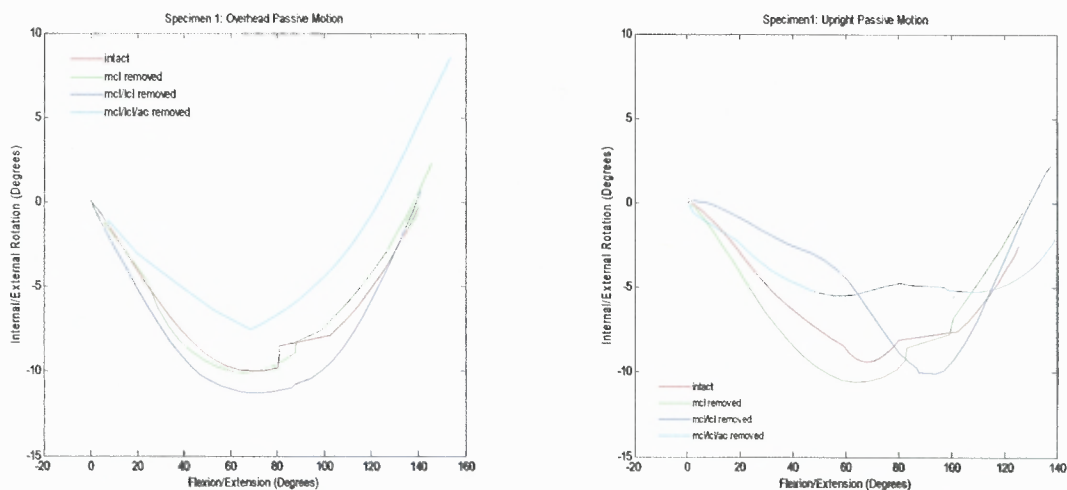 Specimen 1: Overhead Passive Motion
10
5
0
-5
-10
-15
Internal/External Rotation (Degrees)
intact
mcl removed
mcl/lcl removed
mcl/lcl/ac removed
-20 0 20 40 60 80 100 120 140 160
Flexion/Extension (Degrees)
Specimen1: Upright Passive Motion
10
5
0
-5
-10
-15
Internal/External Rotation (Degrees)
intact
mcl removed
mcl/lcl removed
mcl/lcl/ac removed
-20 0 20 40 60 80 100 120 140
Flexion/Extension (Degrees)